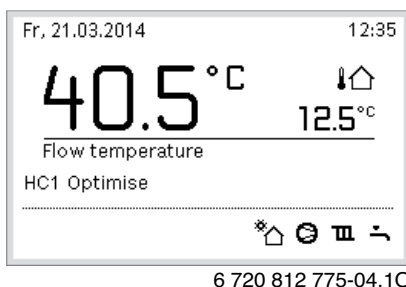 Fr, 21.03.2014 12:35
40.5°C
12.5°C
Flow temperature
HC1 Optimise
6 720 812 775-04.1O